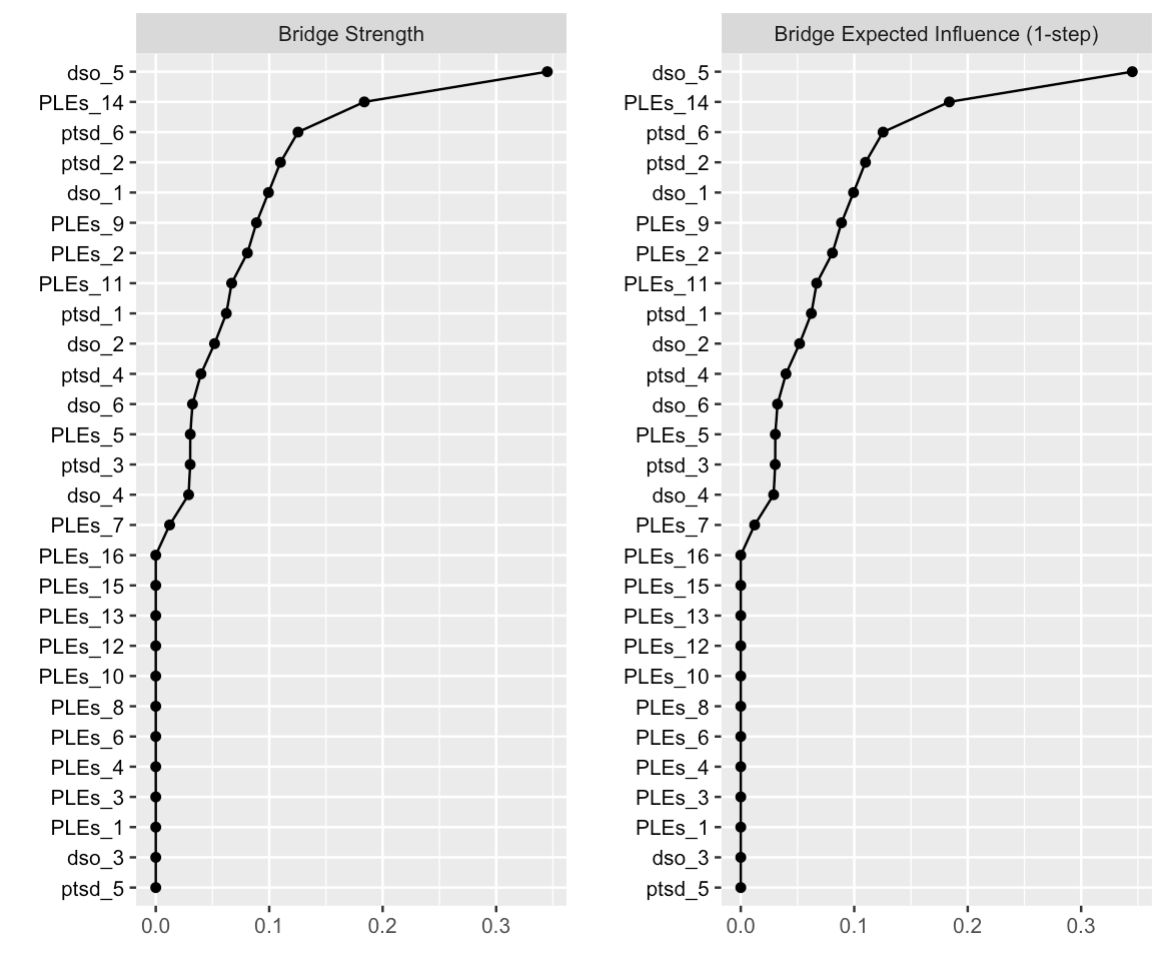 Bridge Strength
dso_5
PLEs_14
ptsd_6
ptsd_2
dso_1
PLEs_9
PLEs_2
PLEs_11
ptsd_1
dso_2
ptsd_4
dso_6
PLEs_5
ptsd_3
dso_4
PLEs_7
PLEs_16
PLEs_15
PLEs_13
PLEs_12
PLEs_10
PLEs_8
PLEs_6
PLEs_4
PLEs_3
PLEs_1
dso_3
ptsd_5
0.0 0.1 0.2 0.3
Bridge Expected Influence (1-step)
dso_5
PLEs_14
ptsd_6
ptsd_2
dso_1
PLEs_9
PLEs_2
PLEs_11
ptsd_1
dso_2
ptsd_4
dso_6
PLEs_5
ptsd_3
dso_4
PLEs_7
PLEs_16
PLEs_15
PLEs_13
PLEs_12
PLEs_10
PLEs_8
PLEs_6
PLEs_4
PLEs_3
PLEs_1
dso_3
ptsd_5
0.0 0.1 0.2 0.3